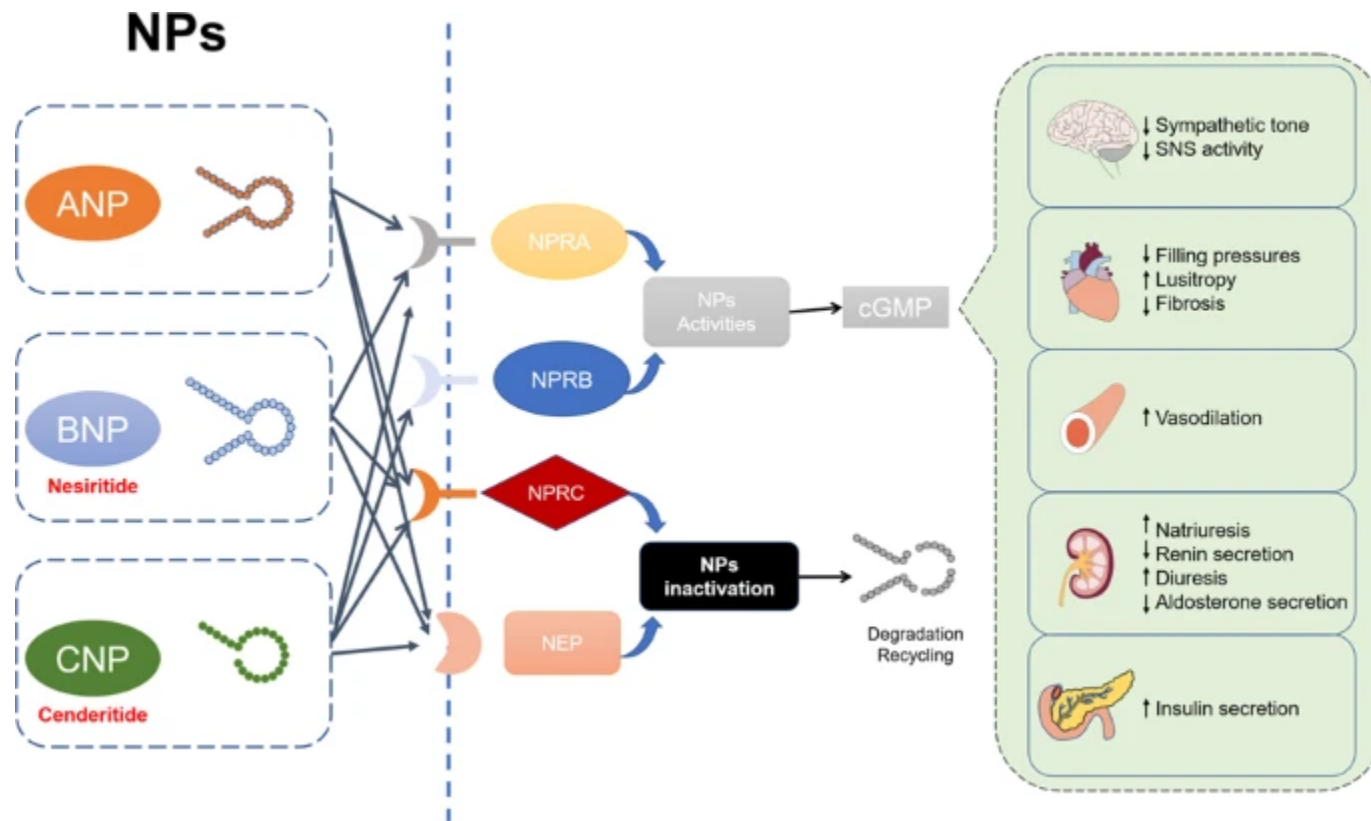 NPs
ANP
BNP
Nesiritide
CNP
Cenderitide
NPRA
NPRB
NPRC
NEP
NPs
Activities
cGMP
NPs
inactivation
Degradation
Recycling
↓ Sympathetic tone
↓ SNS activity
↓ Filling pressures
↑ Lusitropy
↓ Fibrosis
↑ Vasodilation
↑ Natriuresis
↓ Renin secretion
↑ Diuresis
↓ Aldosterone secretion
↑ Insulin secretion